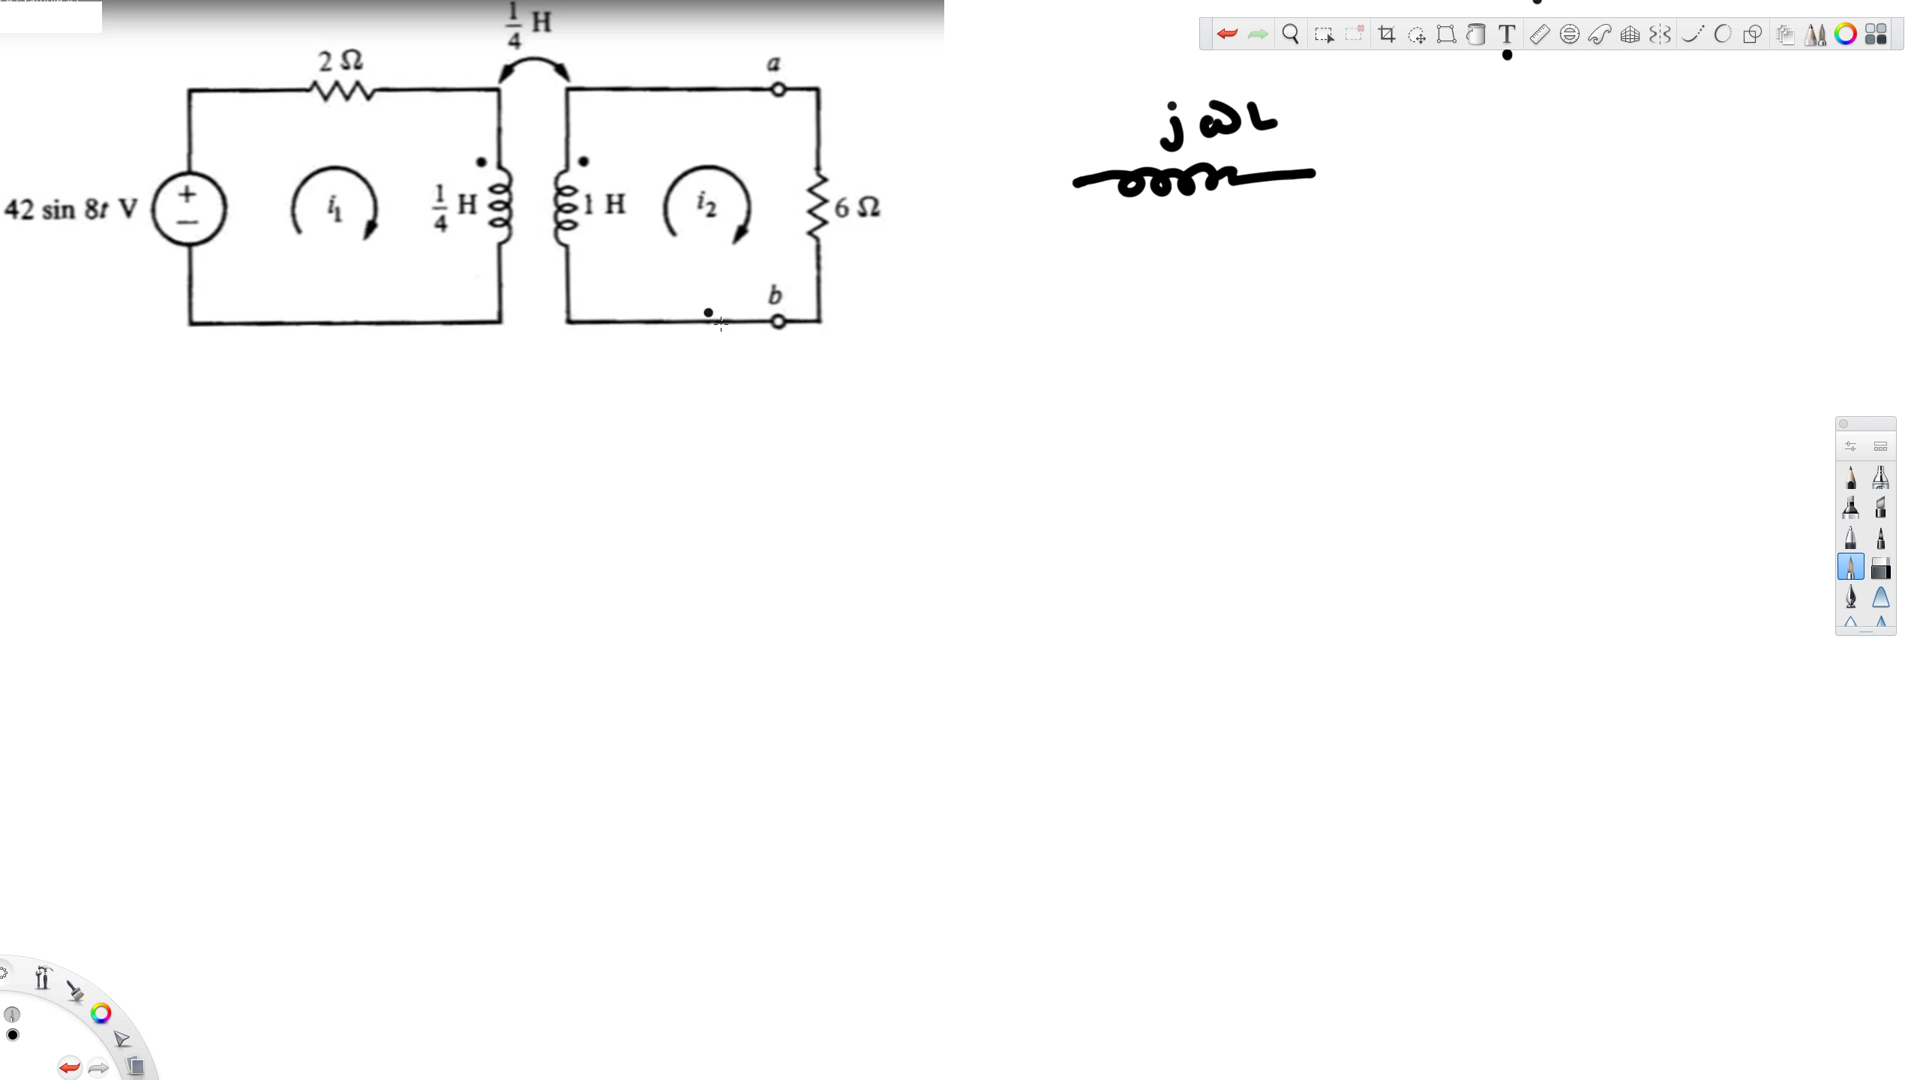 1/4 H
2 Ω
a
jωL
42 sin 8t V
+
−
i₁
1/4 H
1 H
i₂
6 Ω
b
T